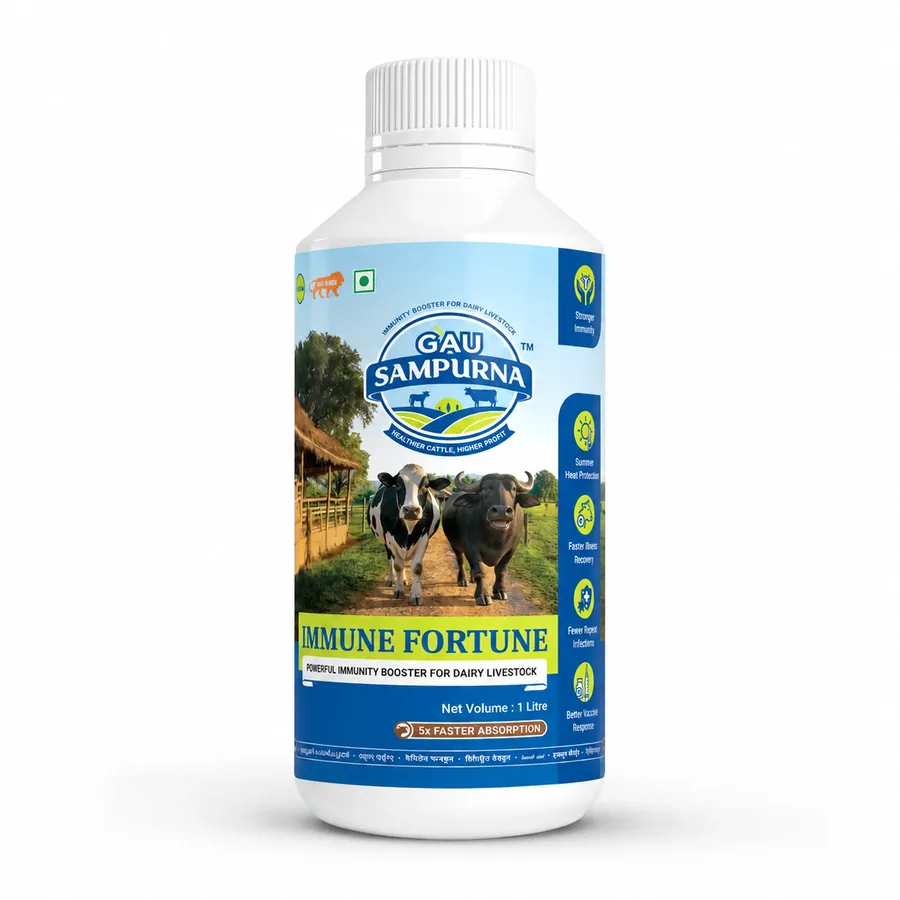 IMMUNITY BOOSTER FOR DAIRY LIVESTOCK
GAU
SAMPURNA
TM
HEALTHIER CATTLE, HIGHER PROFIT
Stronger
Immunity
Summer
Heat Protection
Faster Illness
Recovery
Fewer Repeat
Infections
Better Vaccine
Response
IMMUNE FORTUNE
POWERFUL IMMUNITY BOOSTER FOR DAIRY LIVESTOCK
Net Volume : 1 Litre
5x FASTER ABSORPTION